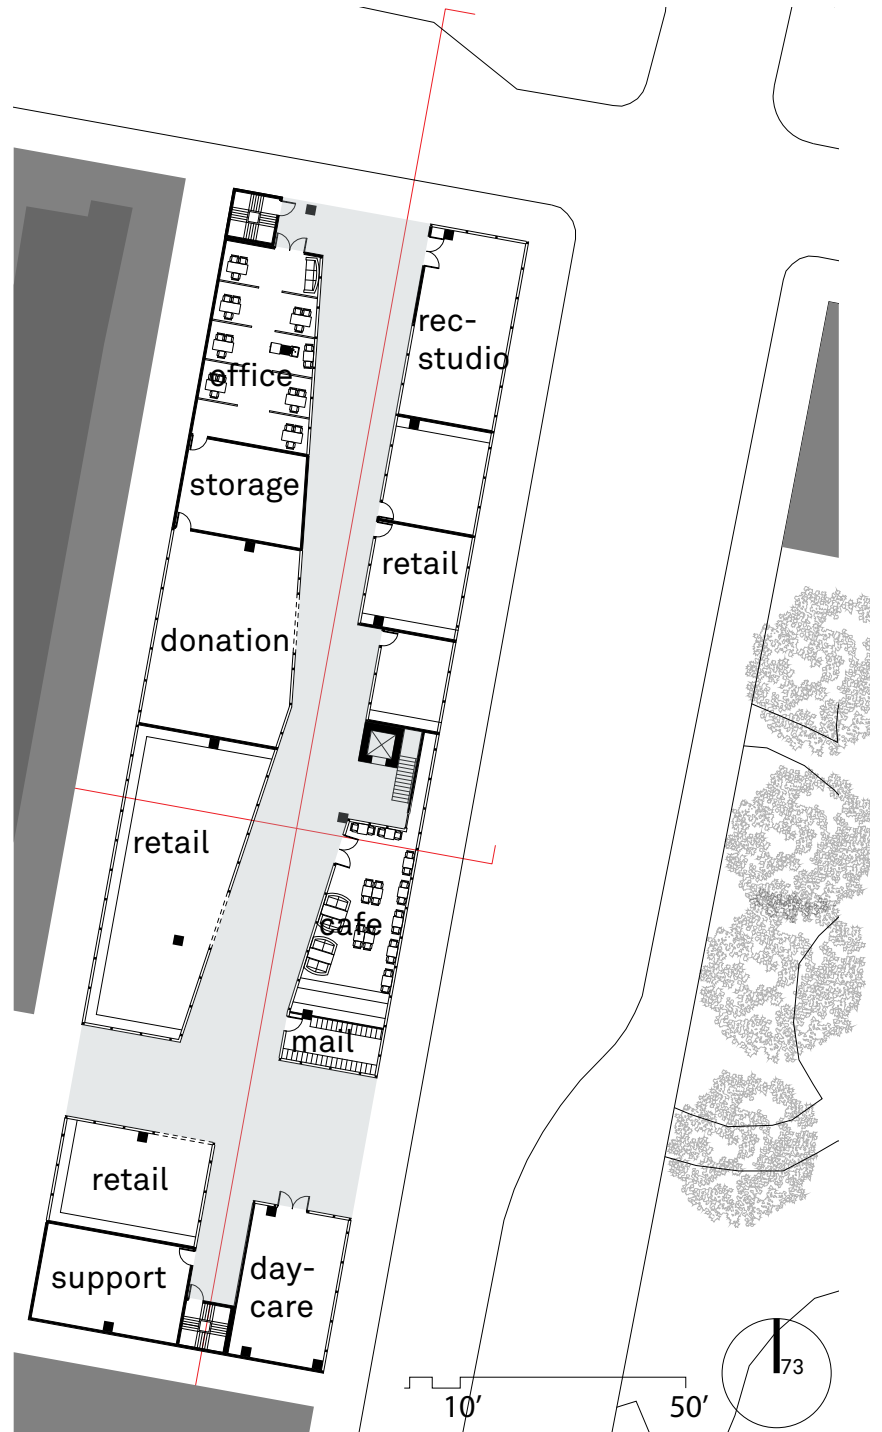 rec-
studio
office
storage
retail
donation
retail
cafe
mail
retail
support
day-
care
73
10’
50’